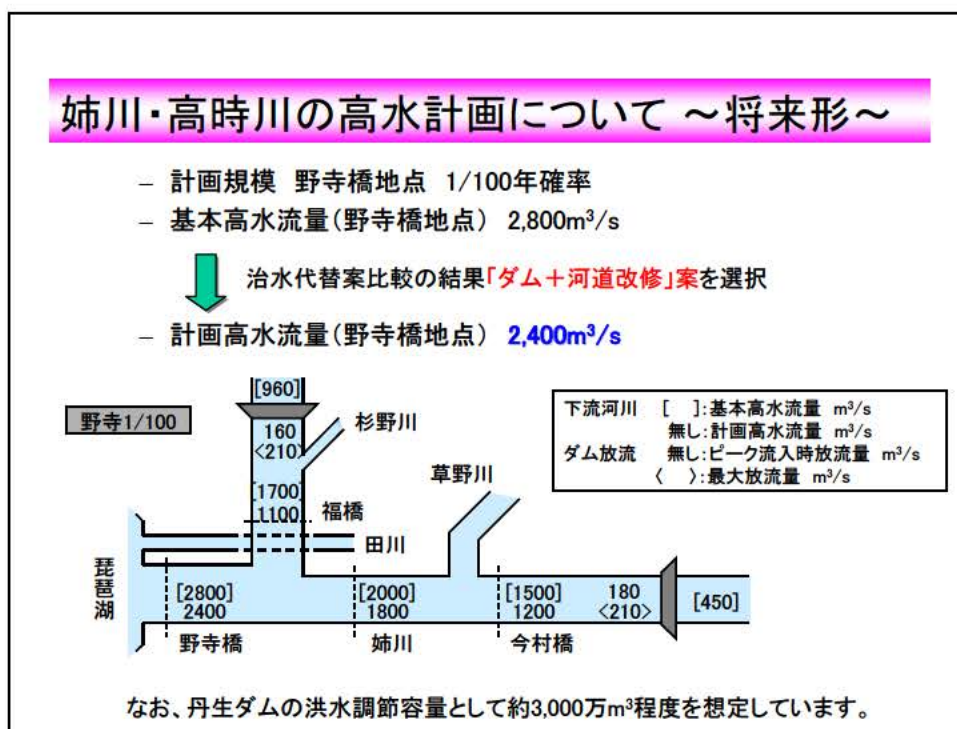 姉川・高時川の高水計画について ～将来形～
－ 計画規模 野寺橋地点 1/100年確率
－ 基本高水流量(野寺橋地点) 2,800m³/s
治水代替案比較の結果「ダム＋河道改修」案を選択
－ 計画高水流量(野寺橋地点) 2,400m³/s
野寺1/100
[960]
160
<210>
杉野川
[1700]
1100
福橋
田川
草野川
下流河川 [ ]:基本高水流量 m³/s
無し:計画高水流量 m³/s
ダム放流 無し:ピーク流入時放流量 m³/s
〈 〉:最大放流量 m³/s
琵琶湖
[2800]
2400
野寺橋
[2000]
1800
姉川
[1500]
1200
今村橋
180
<210>
[450]
なお、丹生ダムの洪水調節容量として約3,000万m³程度を想定しています。